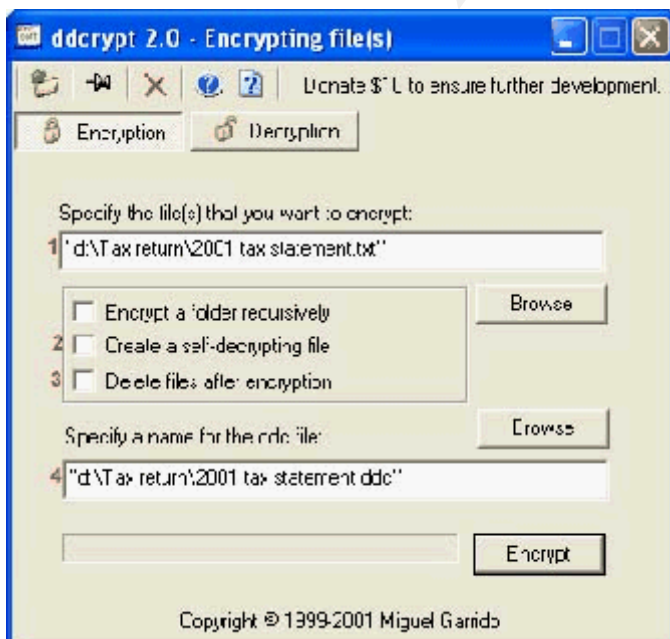 ddcrypt 2.0 - Encrypting file(s)
Donate $10 to ensure further development.
Encryption
Decryption
Specify the file(s) that you want to encrypt:
1 "d:\Tax return\2001 tax statement.txt"
Encrypt a folder recursively
Browse
2 Create a self-decrypting file
3 Delete files after encryption
Specify a name for the ddc file:
Browse
4 "d:\Tax return\2001 tax statement.ddc"
Encrypt
Copyright © 1999-2001 Miguel Garrido